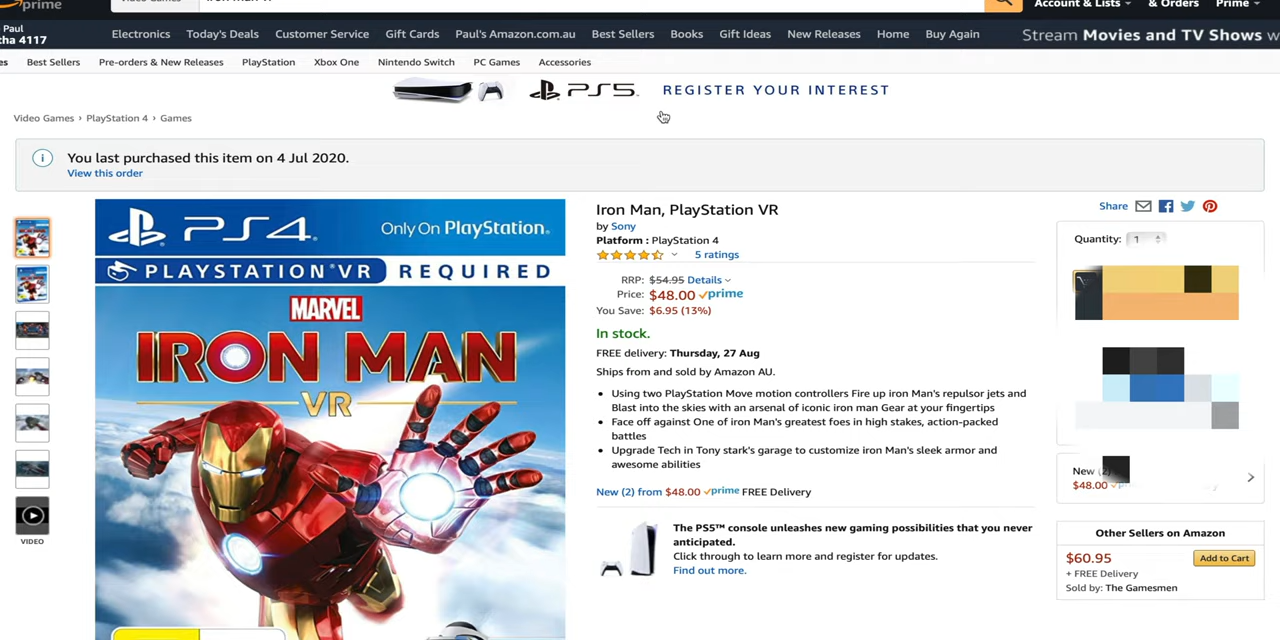 prime
Account & Lists
& Orders
Prime
Paul
4117
Electronics
Today's Deals
Customer Service
Gift Cards
Paul's Amazon.com.au
Best Sellers
Books
Gift Ideas
New Releases
Home
Buy Again
Stream Movies and TV Shows
Best Sellers
Pre-orders & New Releases
PlayStation
Xbox One
Nintendo Switch
PC Games
Accessories
PS5. REGISTER YOUR INTEREST
Video Games › PlayStation 4 › Games
You last purchased this item on 4 Jul 2020.
View this order
PS4
Only On PlayStation.
PLAYSTATION®VR REQUIRED
MARVEL
IRON MAN
VR
VIDEO
Iron Man, PlayStation VR
by Sony
Platform : PlayStation 4
5 ratings
RRP: $54.95 Details
Price: $48.00 prime
You Save: $6.95 (13%)
In stock.
FREE delivery: Thursday, 27 Aug
Ships from and sold by Amazon AU.
• Using two PlayStation Move motion controllers Fire up iron Man's repulsor jets and
Blast into the skies with an arsenal of iconic iron man Gear at your fingertips
• Face off against One of iron Man's greatest foes in high stakes, action-packed
battles
• Upgrade Tech in Tony stark's garage to customize iron Man's sleek armor and
awesome abilities
New (2) from $48.00 prime FREE Delivery
The PS5™ console unleashes new gaming possibilities that you never
anticipated.
Click through to learn more and register for updates.
Find out more.
Share
Quantity: 1
New
$48.00
Other Sellers on Amazon
$60.95
Add to Cart
+ FREE Delivery
Sold by: The Gamesmen